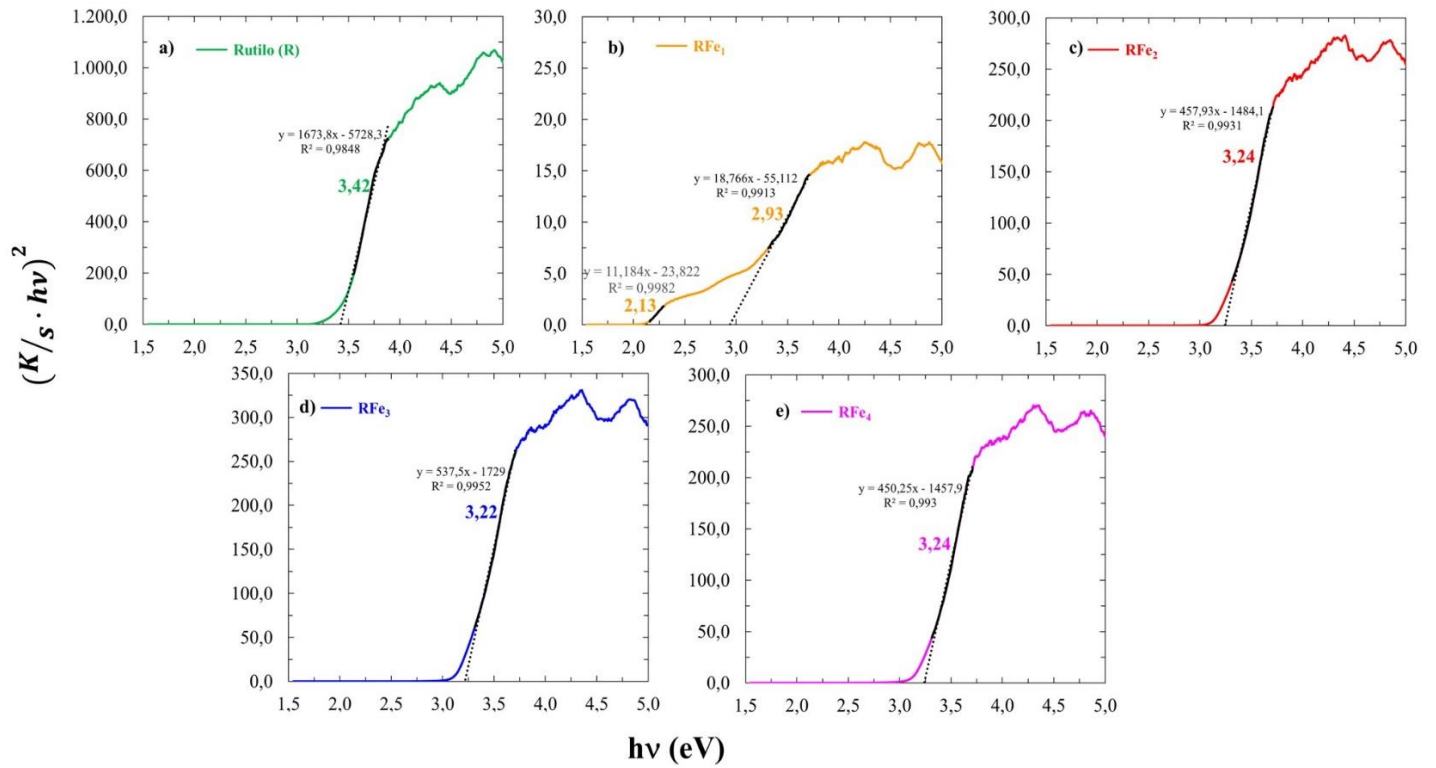 (K/s · hν)²
a) Rutilo (R)
1.200,0
1.000,0
800,0
600,0
400,0
200,0
0,0
y = 1673,8x - 5728,3
R² = 0,9848
3,42
1,5 2,0 2,5 3,0 3,5 4,0 4,5 5,0
b) RFe₁
30,0
25,0
20,0
15,0
10,0
5,0
0,0
y = 18,766x - 55,112
R² = 0,9913
2,93
y = 11,184x - 23,822
R² = 0,9982
2,13
1,5 2,0 2,5 3,0 3,5 4,0 4,5 5,0
c) RFe₂
300,0
250,0
200,0
150,0
100,0
50,0
0,0
y = 457,93x - 1484,1
R² = 0,9931
3,24
1,5 2,0 2,5 3,0 3,5 4,0 4,5 5,0
d) RFe₃
350,0
300,0
250,0
200,0
150,0
100,0
50,0
0,0
y = 537,5x - 1729
R² = 0,9952
3,22
1,5 2,0 2,5 3,0 3,5 4,0 4,5 5,0
e) RFe₄
300,0
250,0
200,0
150,0
100,0
50,0
0,0
y = 450,25x - 1457,9
R² = 0,993
3,24
1,5 2,0 2,5 3,0 3,5 4,0 4,5 5,0
hν (eV)